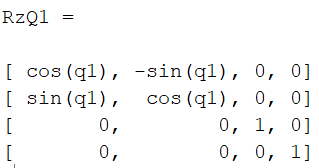 RzQ1 =
[ cos(q1), -sin(q1), 0, 0]
[ sin(q1),  cos(q1), 0, 0]
[       0,        0, 1, 0]
[       0,        0, 0, 1]